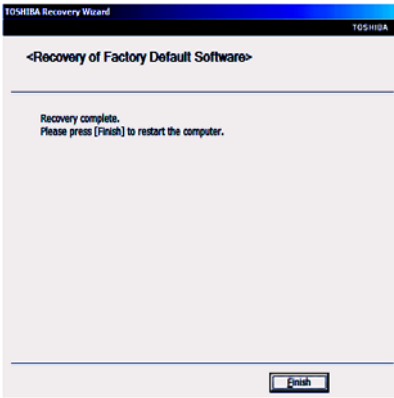 TOSHIBA Recovery Wizard
TOSHIBA
<Recovery of Factory Default Software>
Recovery complete.
Please press [Finish] to restart the computer.
Finish